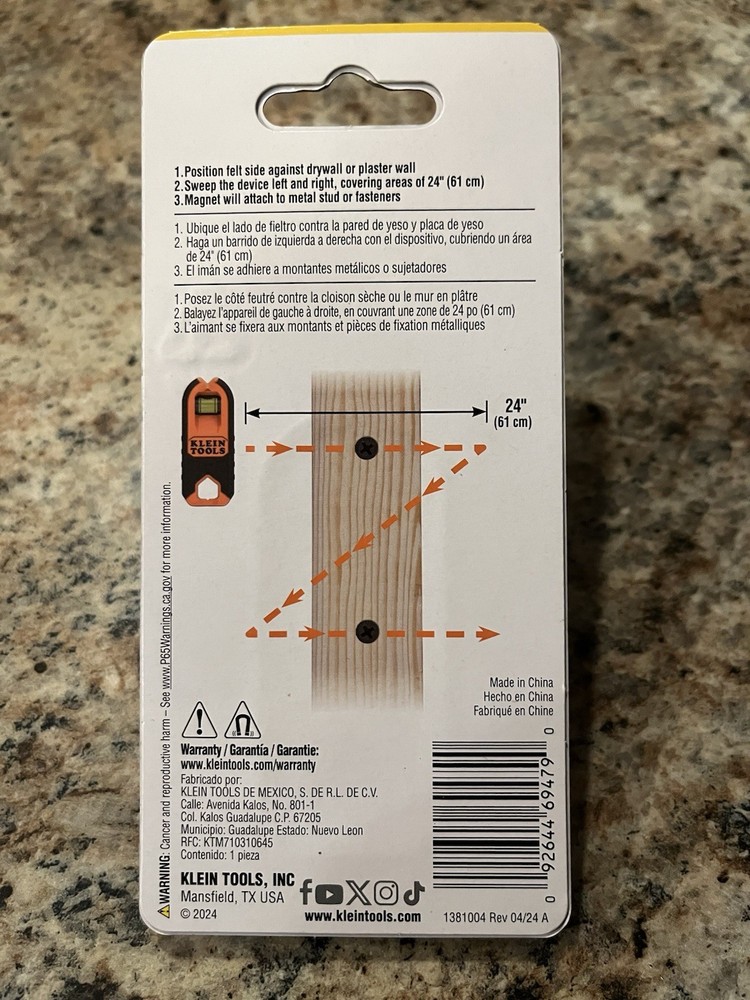 1. Position felt side against drywall or plaster wall
2. Sweep the device left and right, covering areas of 24" (61 cm)
3. Magnet will attach to metal stud or fasteners
1. Ubique el lado de fieltro contra la pared de yeso y placa de yeso
2. Haga un barrido de izquierda a derecha con el dispositivo, cubriendo un área
de 24" (61 cm)
3. El imán se adhiere a montantes metálicos o sujetadores
1. Posez le côté feutré contre la cloison sèche ou le mur en plâtre
2. Balayez l'appareil de gauche à droite, en couvrant une zone de 24 po (61 cm)
3. L'aimant se fixera aux montants et pièces de fixation métalliques
24"
(61 cm)
KLEIN
TOOLS
WARNING: Cancer and reproductive harm – See www.P65Warnings.ca.gov for more information.
Made in China
Hecho en China
Fabriqué en Chine
Warranty / Garantía / Garantie:
www.kleintools.com/warranty
Fabricado por:
KLEIN TOOLS DE MEXICO, S. DE R.L. DE C.V.
Calle: Avenida Kalos, No. 801-1
Col. Kalos Guadalupe C.P. 67205
Municipio: Guadalupe Estado: Nuevo Leon
RFC: KTM710310645
Contenido: 1 pieza
0 92644 69479 0
KLEIN TOOLS, INC
Mansfield, TX USA
© 2024
www.kleintools.com
1381004 Rev 04/24 A